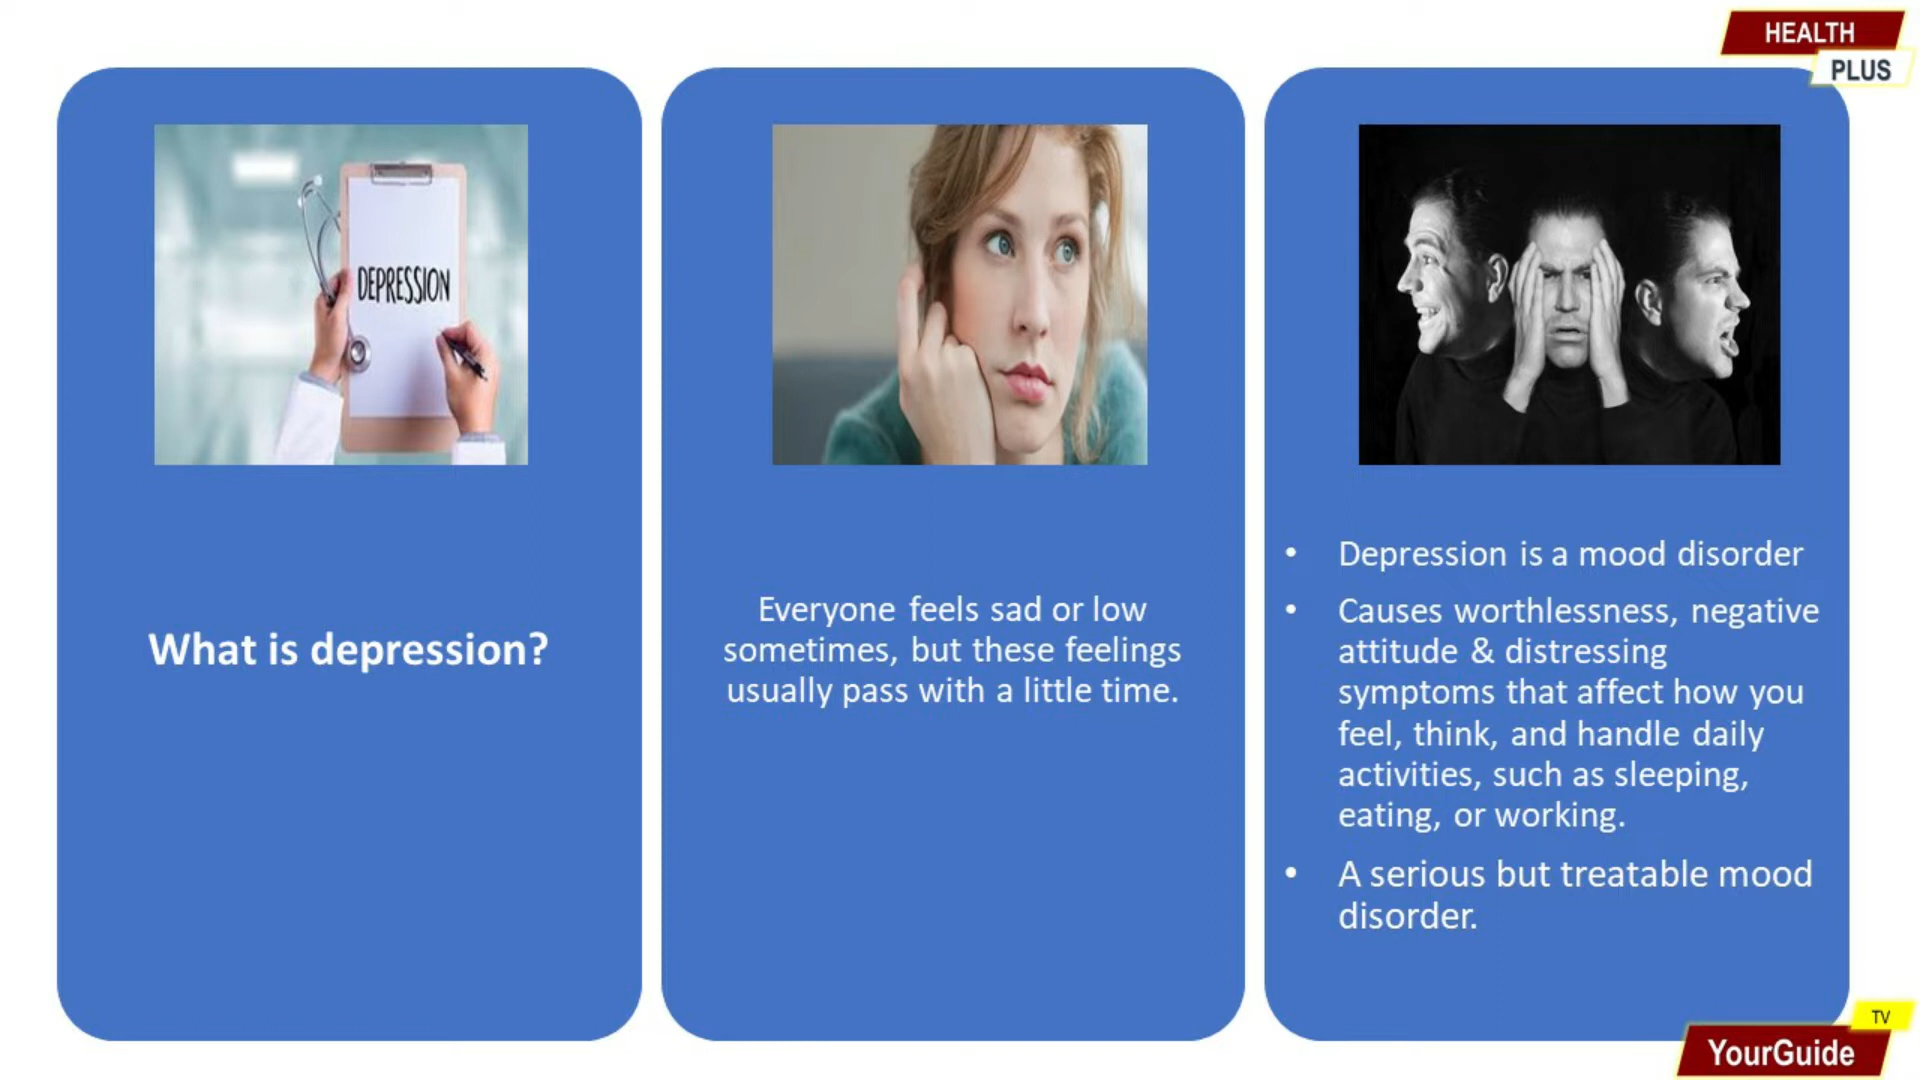 HEALTH
PLUS
DEPRESSION
What is depression?
Everyone feels sad or low
sometimes, but these feelings
usually pass with a little time.
• Depression is a mood disorder
• Causes worthlessness, negative
attitude & distressing
symptoms that affect how you
feel, think, and handle daily
activities, such as sleeping,
eating, or working.
• A serious but treatable mood
disorder.
TV
YourGuide